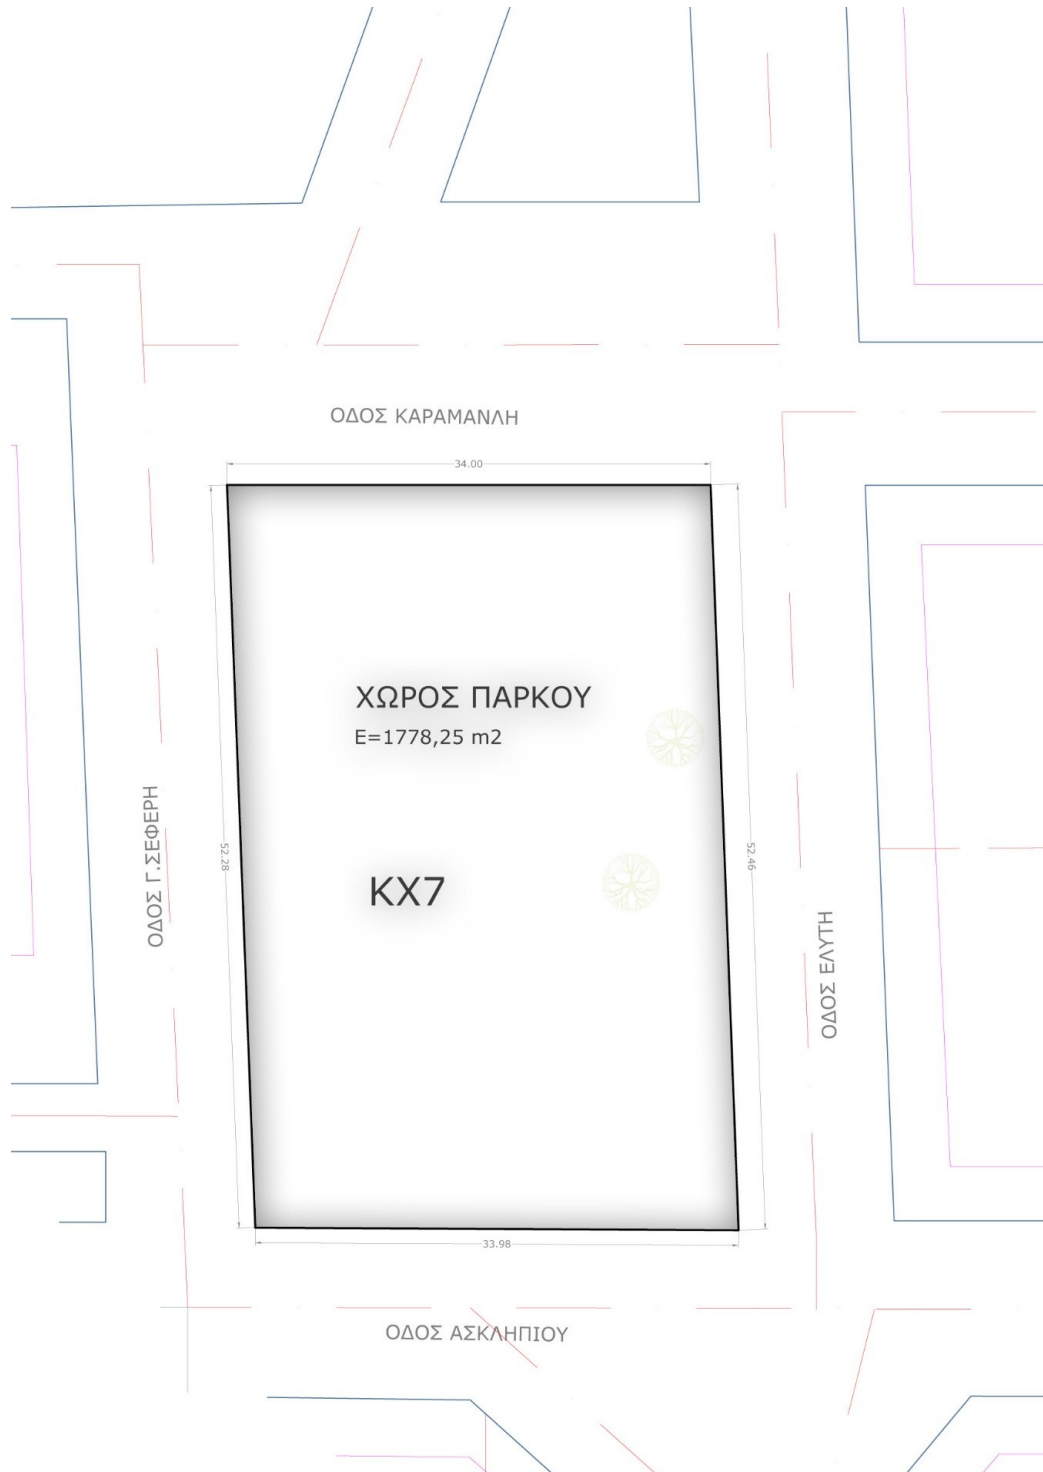 ΟΔΟΣ ΚΑΡΑΜΑΝΛΗ
34.00
ΧΩΡΟΣ ΠΑΡΚΟΥ
Ε=1778,25 m2
ΟΔΟΣ Γ.ΣΕΦΕΡΗ
52.28
52.46
ΚΧ7
ΟΔΟΣ ΕΛΥΤΗ
33.98
ΟΔΟΣ ΑΣΚΛΗΠΙΟΥ